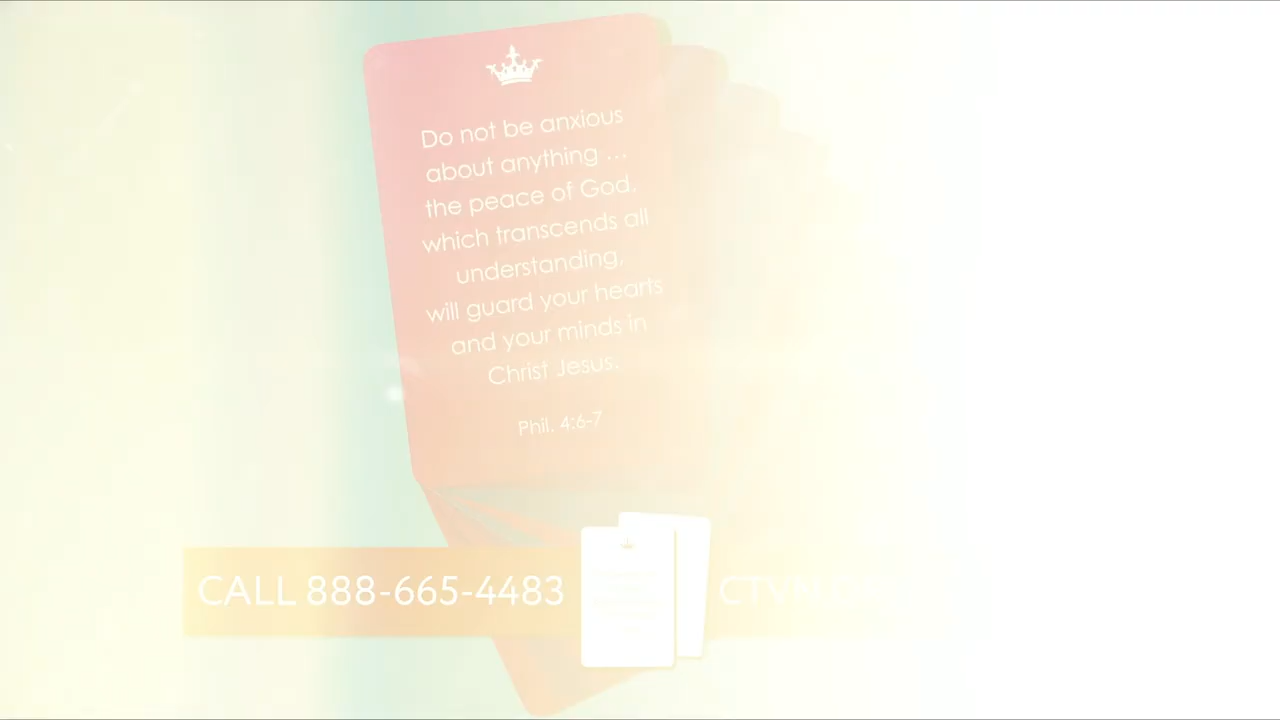 Do not be anxious
about anything ...
the peace of God,
which transcends all
understanding,
will guard your hearts
and your minds in
Christ Jesus.
Phil. 4:6-7
CALL 888-665-4483